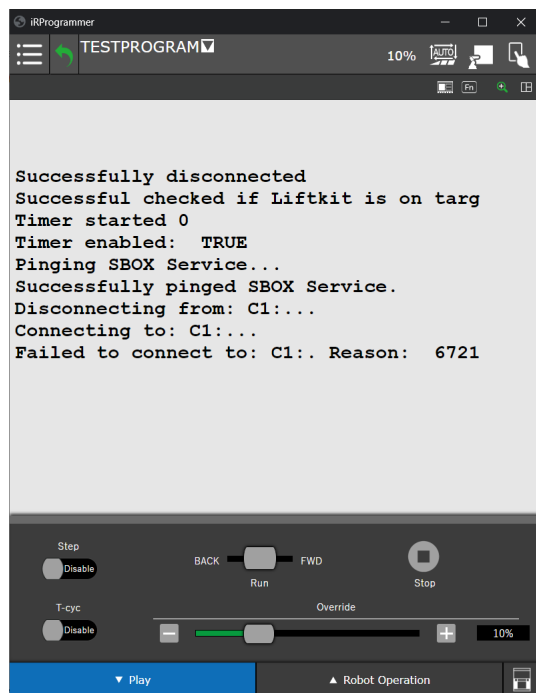 iRProgrammer
TESTPROGRAM
10%
AUTO
Fn
Successfully disconnected
Successful checked if Liftkit is on targ
Timer started 0
Timer enabled:  TRUE
Pinging SBOX Service...
Successfully pinged SBOX Service.
Disconnecting from: C1:...
Connecting to: C1:...
Failed to connect to: C1:. Reason:  6721
Step
Disable
BACK
FWD
Run
Stop
T-cyc
Override
Disable
10%
▼ Play
▲ Robot Operation